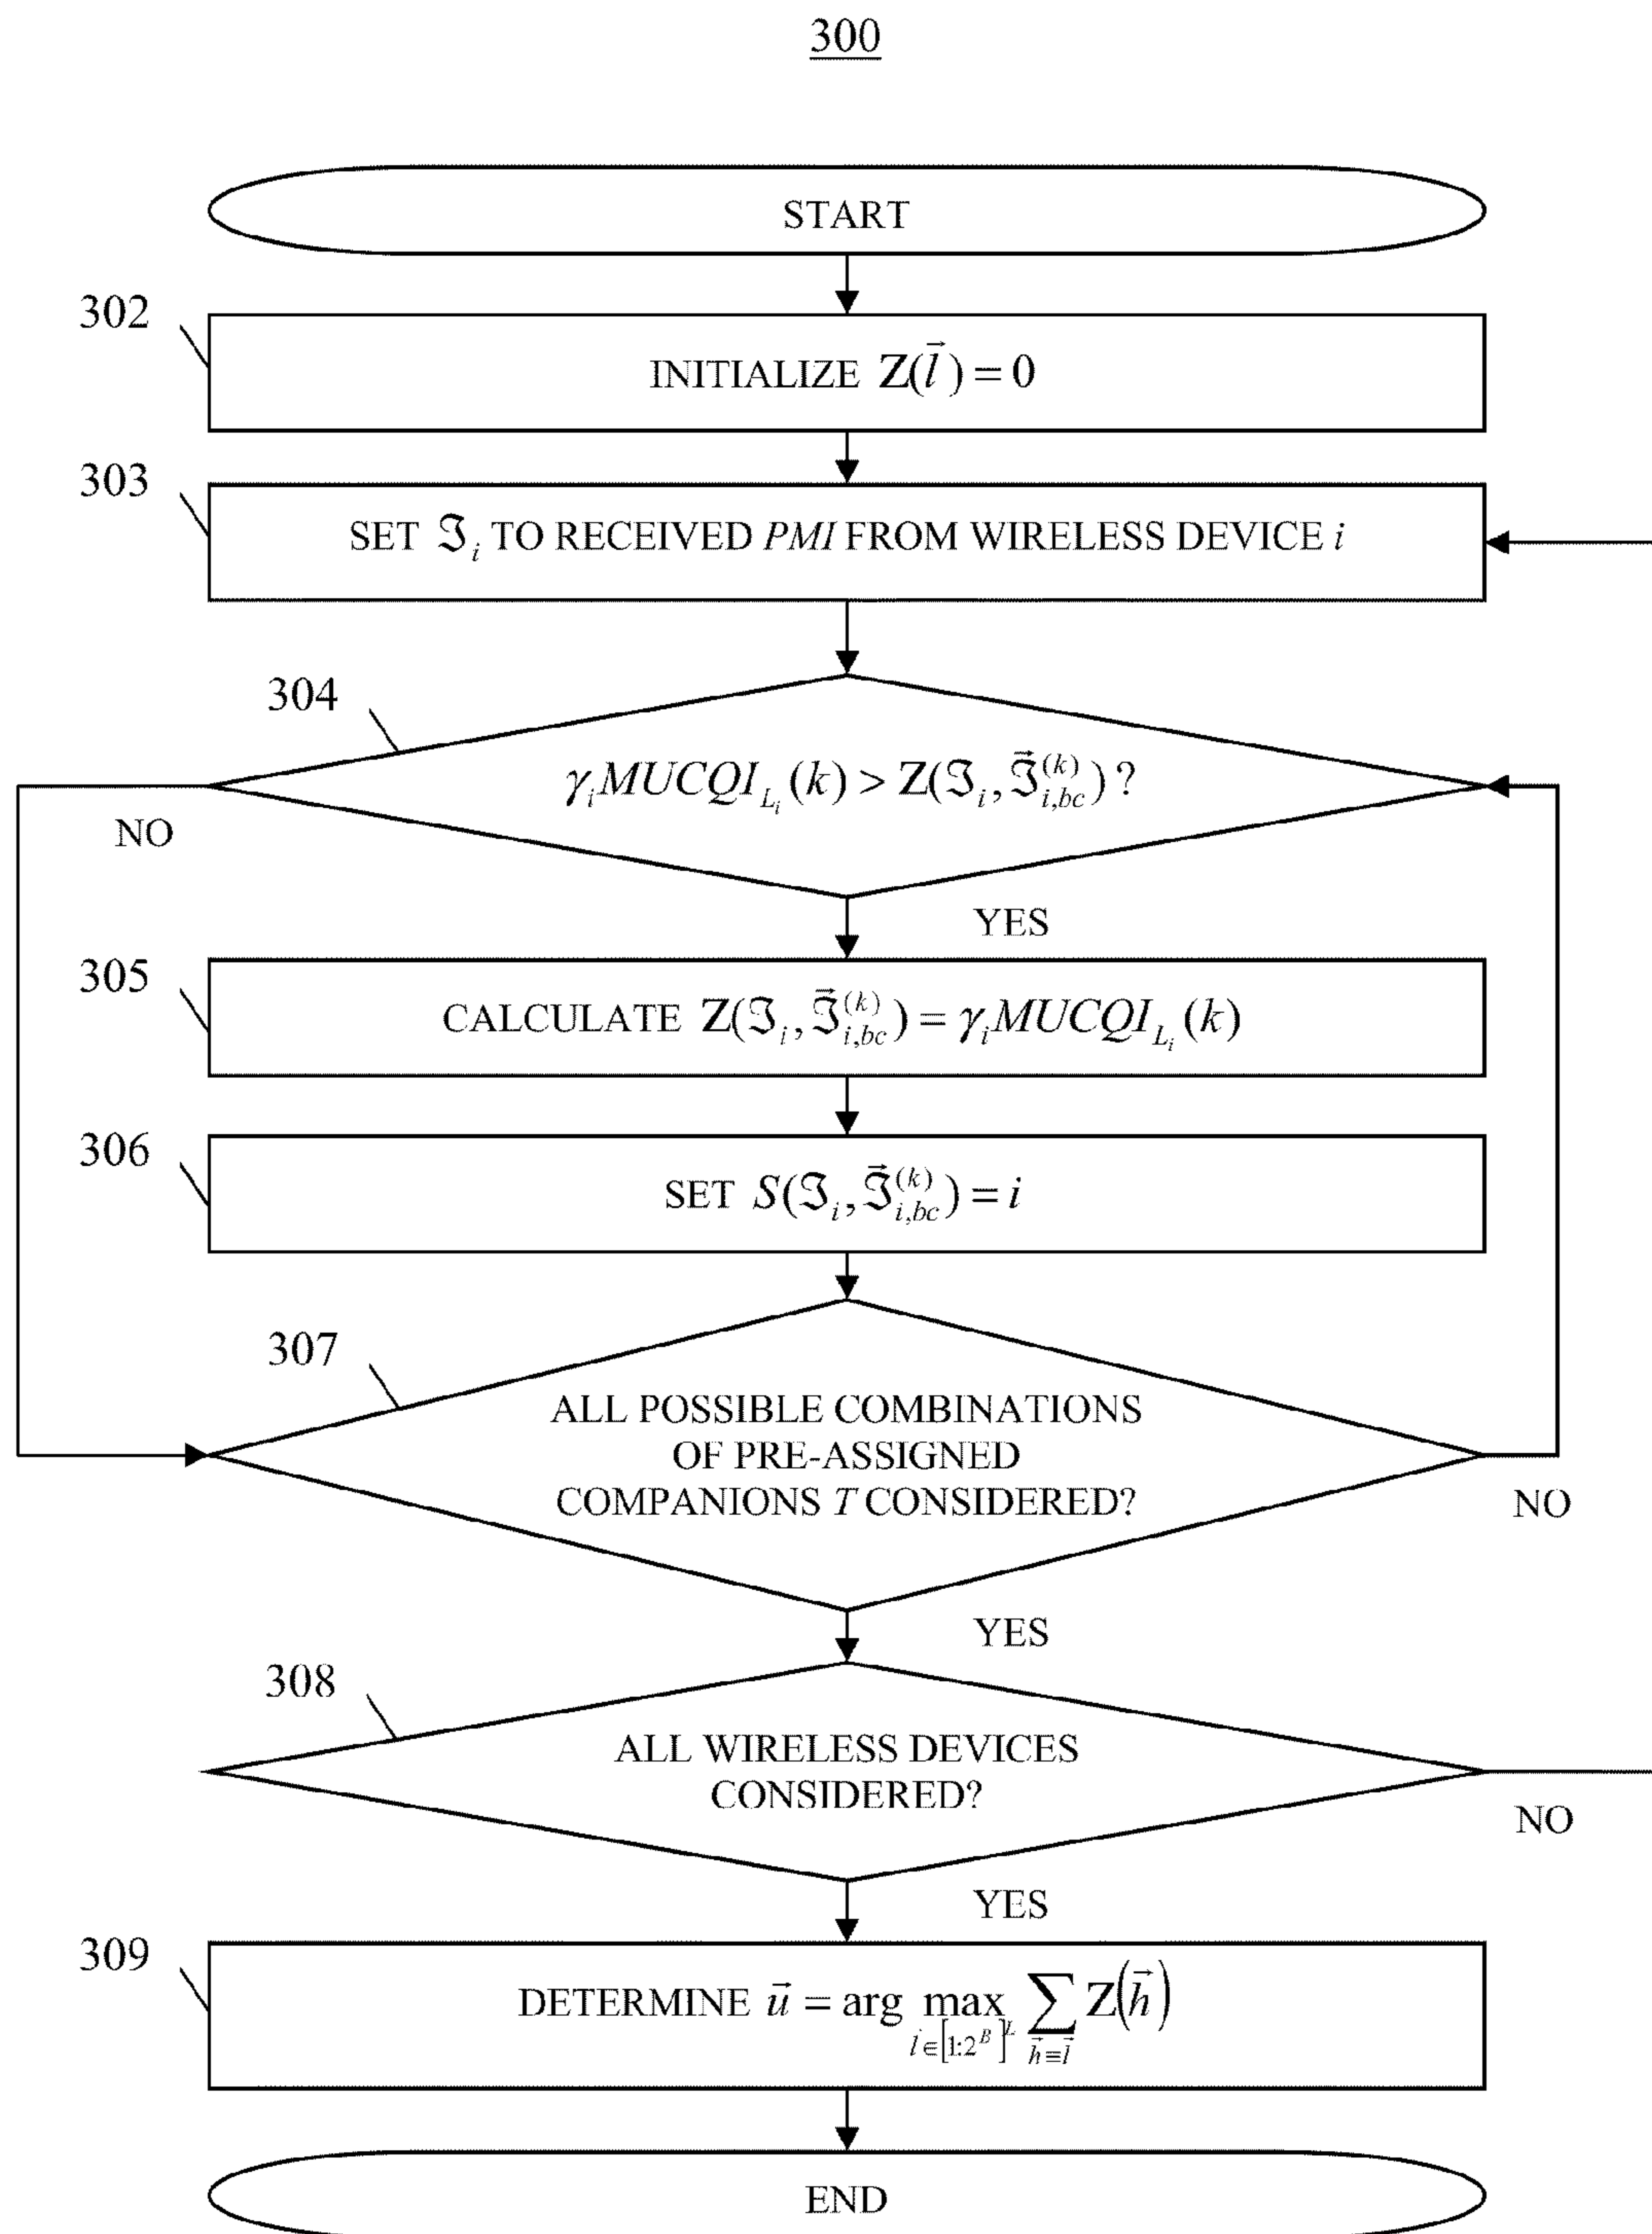 300
START
302
INITIALIZE Z(l⃗) = 0
303
SET ℑ_i TO RECEIVED PMI FROM WIRELESS DEVICE i
304
γ_i MUCQI_{L_i}(k) > Z(ℑ_i, ℑ⃗_{i,bc}^{(k)}) ?
NO
YES
305
CALCULATE Z(ℑ_i, ℑ⃗_{i,bc}^{(k)}) = γ_i MUCQI_{L_i}(k)
306
SET S(ℑ_i, ℑ⃗_{i,bc}^{(k)}) = i
307
ALL POSSIBLE COMBINATIONS
OF PRE-ASSIGNED
COMPANIONS T CONSIDERED?
NO
YES
308
ALL WIRELESS DEVICES
CONSIDERED?
NO
YES
309
DETERMINE u⃗ = arg max_{l⃗∈[1:2^B]^L} ∑_{h⃗≡l⃗} Z(h⃗)
END